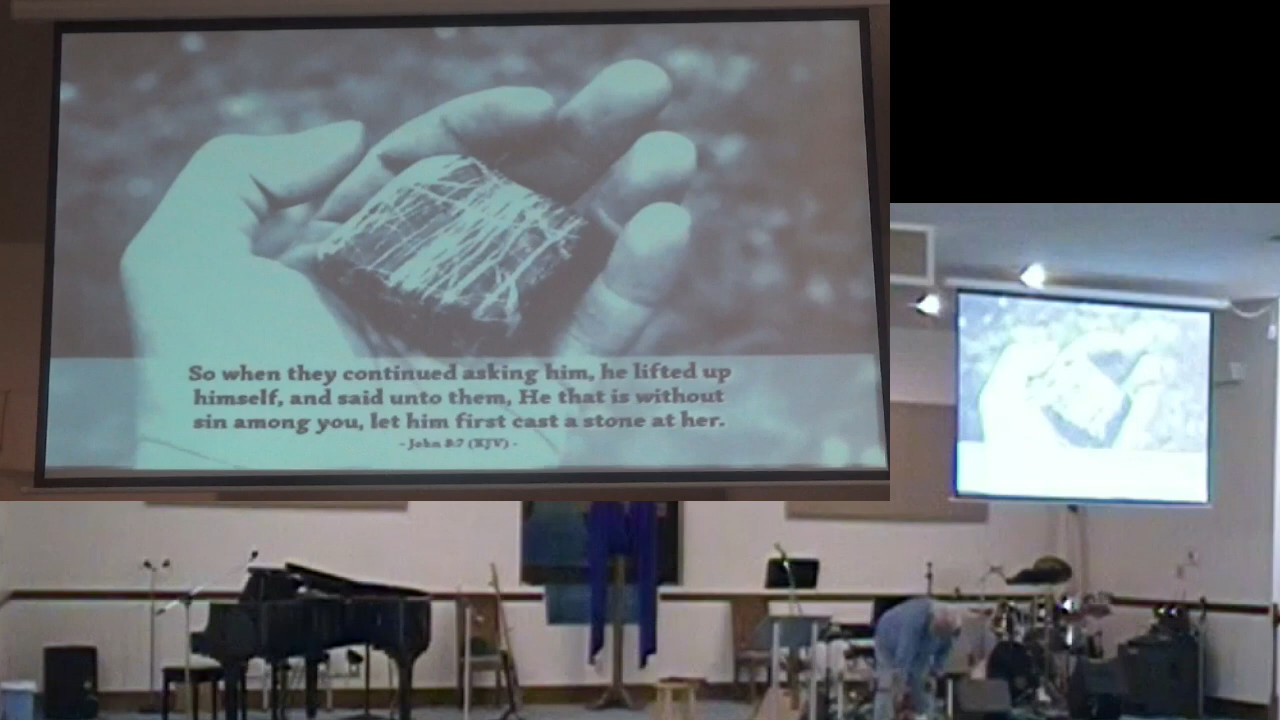 So when they continued asking him, he lifted up
himself, and said unto them, He that is without
sin among you, let him first cast a stone at her.
- John 8:7 (KJV) -